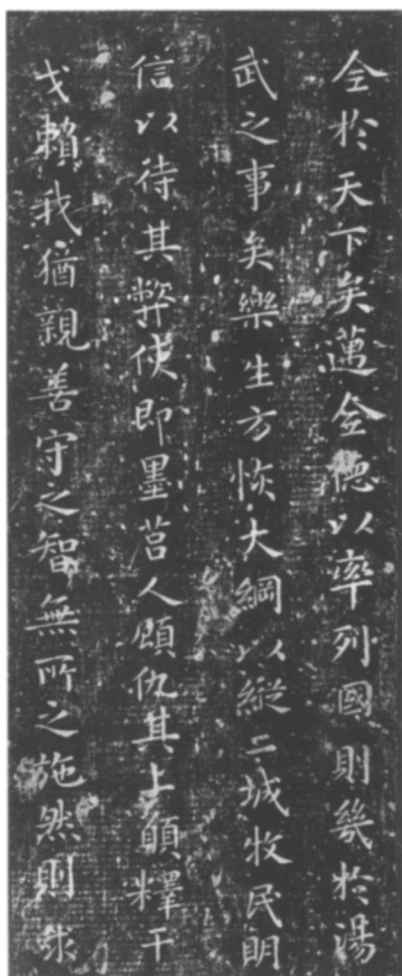 全於天下矣邁全德以率列國則幾於湯
武之事矣樂生方恢大綱以縱二城牧民明
信以待其弊使即墨莒人顧仇其上願釋干
戈賴我猶親善守之智無所之施然則求